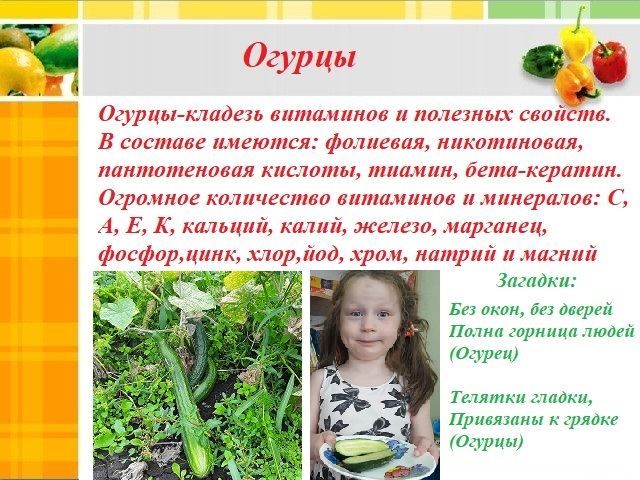 Огурцы
Огурцы-кладезь витаминов и полезных свойств.
В составе имеются: фолиевая, никотиновая,
пантотеновая кислоты, тиамин, бета-кератин.
Огромное количество витаминов и минералов: С,
А, Е, К, кальций, калий, железо, марганец,
фосфор,цинк, хлор,йод, хром, натрий и магний
Загадки:
Без окон, без дверей
Полна горница людей
(Огурец)
Телятки гладки,
Привязаны к грядке
(Огурцы)